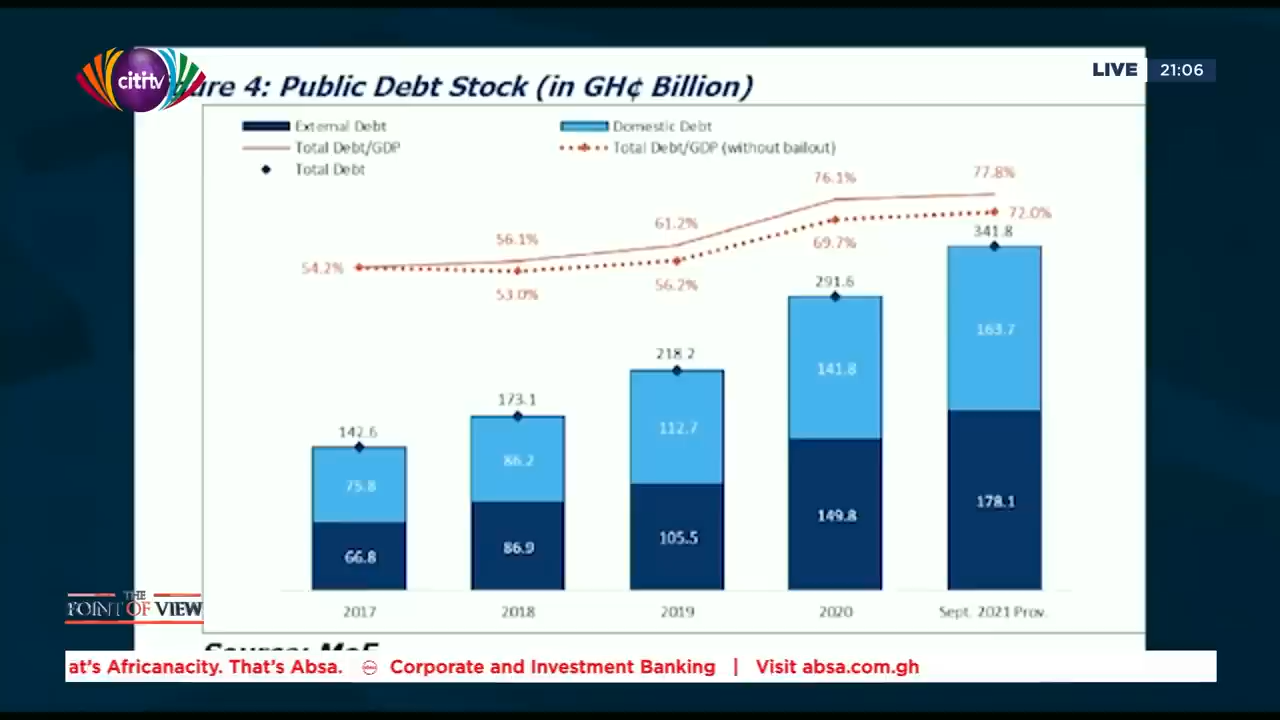 citi tv
ure 4: Public Debt Stock (in GH¢ Billion)
LIVE 21:06
External Debt
Domestic Debt
Total Debt/GDP
Total Debt/GDP (without bailout)
Total Debt
54.2%
56.1%
61.2%
76.1%
77.8%
53.0%
56.2%
69.7%
72.0%
142.6
173.1
218.2
291.6
341.8
75.8
86.2
112.7
141.8
163.7
66.8
86.9
105.5
149.8
178.1
2017
2018
2019
2020
Sept. 2021 Prov.
THE
POINT OF VIEW
Source: MoF
at's Africanacity. That's Absa. absa Corporate and Investment Banking | Visit absa.com.gh